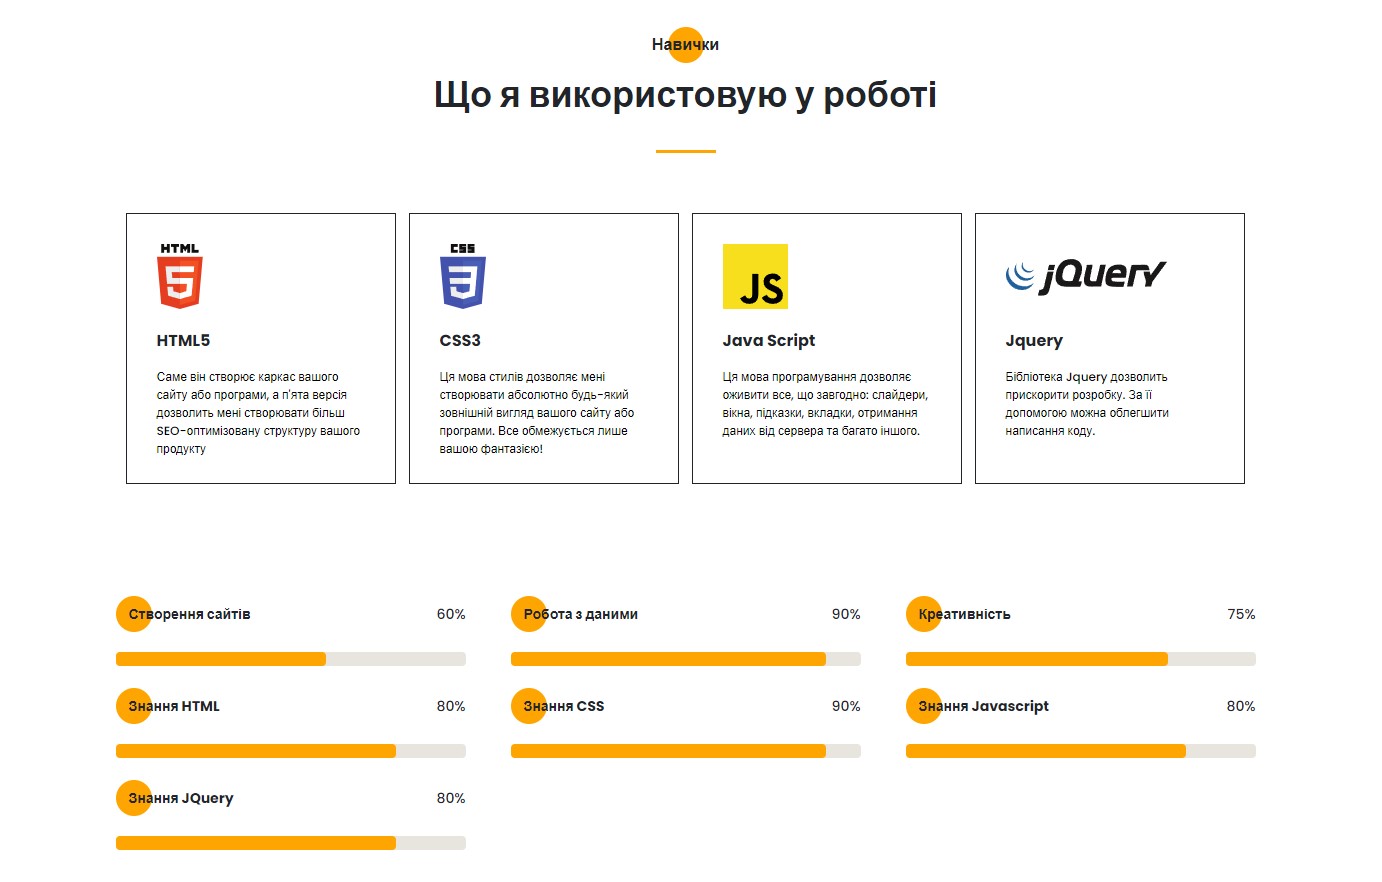 Навички
Що я використовую у роботі
HTML
CSS
JS
jQuery
HTML5
Саме він створює каркас вашого
сайту або програми, а п'ята версія
дозволить мені створювати більш
SEO-оптимізовану структуру вашого
продукту
CSS3
Ця мова стилів дозволяє мені
створювати абсолютно будь-який
зовнішній вигляд вашого сайту або
програми. Все обмежується лише
вашою фантазією!
Java Script
Ця мова програмування дозволяє
оживити все, що завгодно: слайдери,
вікна, підказки, вкладки, отримання
даних від сервера та багато іншого.
Jquery
Бібліотека Jquery дозволить
прискорити розробку. За її
допомогою можна облегшити
написання коду.
Створення сайтів 60%
Робота з даними 90%
Креативність 75%
Знання HTML 80%
Знання CSS 90%
Знання Javascript 80%
Знання JQuery 80%